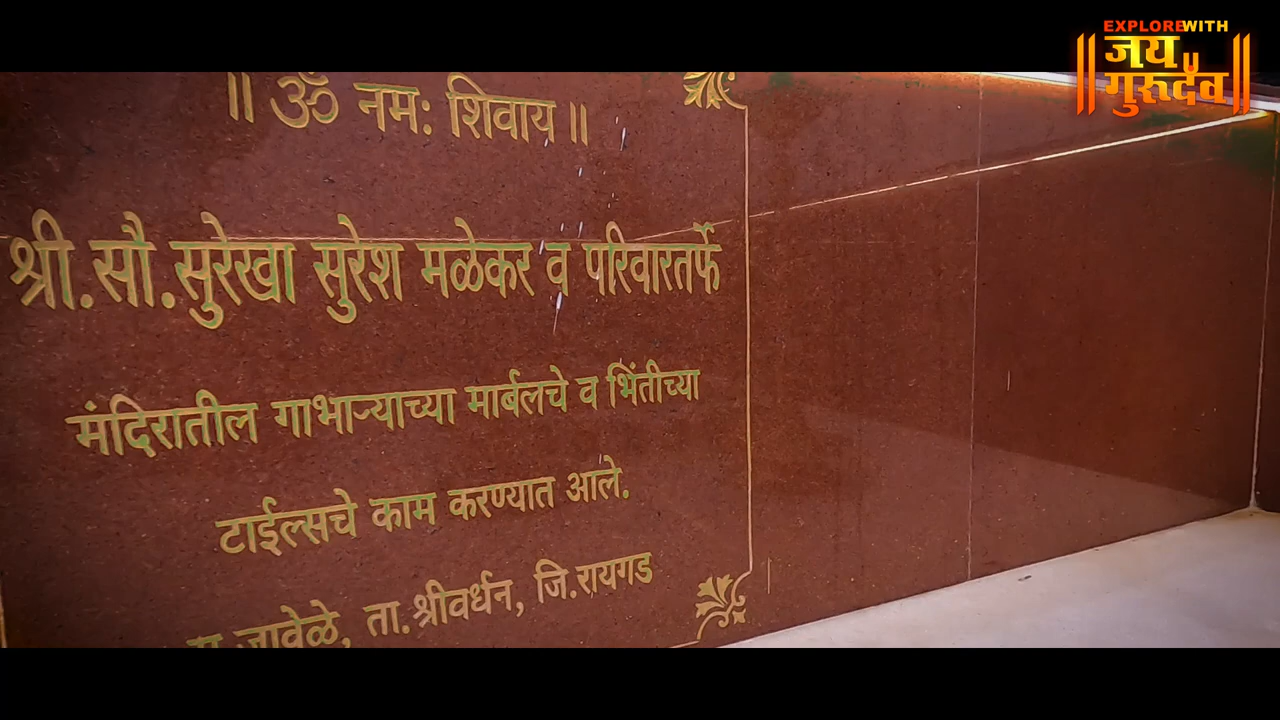 ॥ ॐ नम: शिवाय ॥
श्री.सौ.सुरेखा सुरेश मळेकर व परिवारतर्फे
मंदिरातील गाभाऱ्याच्या मार्बलचे व भिंतीच्या
टाईल्सचे काम करण्यात आले.
जावेळे, ता.श्रीवर्धन, जि.रायगड
EXPLORE WITH
॥ जय गुरुदेव ॥